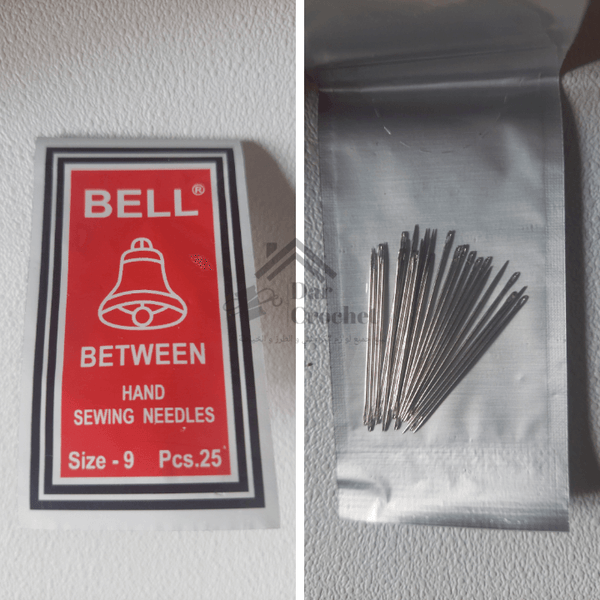 BELL®
BETWEEN
HAND
SEWING NEEDLES
Size - 9 Pcs.25
Dar
Crochet